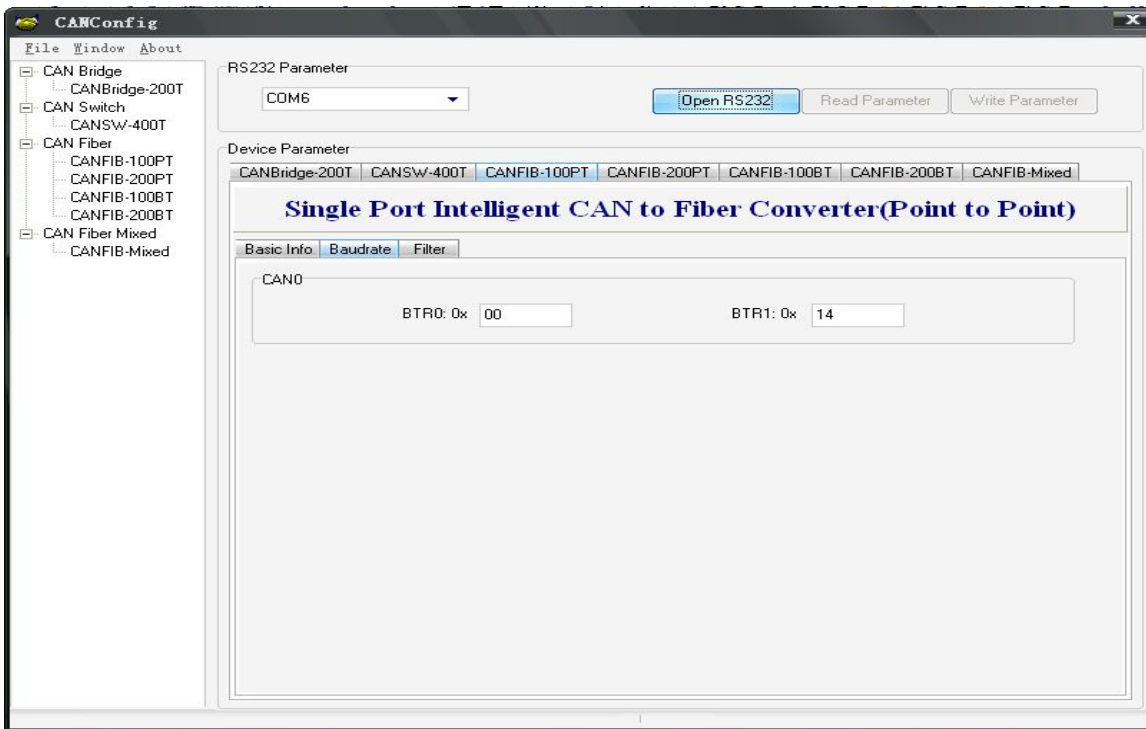 CANConfig
File Window About
CAN Bridge
CANBridge-200T
CAN Switch
CANSW-400T
CAN Fiber
CANFIB-100PT
CANFIB-200PT
CANFIB-100BT
CANFIB-200BT
CAN Fiber Mixed
CANFIB-Mixed
RS232 Parameter
COM6 Open RS232 Read Parameter Write Parameter
Device Parameter
CANBridge-200T CANSW-400T CANFIB-100PT CANFIB-200PT CANFIB-100BT CANFIB-200BT CANFIB-Mixed
Single Port Intelligent CAN to Fiber Converter(Point to Point)
Basic Info Baudrate Filter
CAN0
BTR0: 0x 00 BTR1: 0x 14